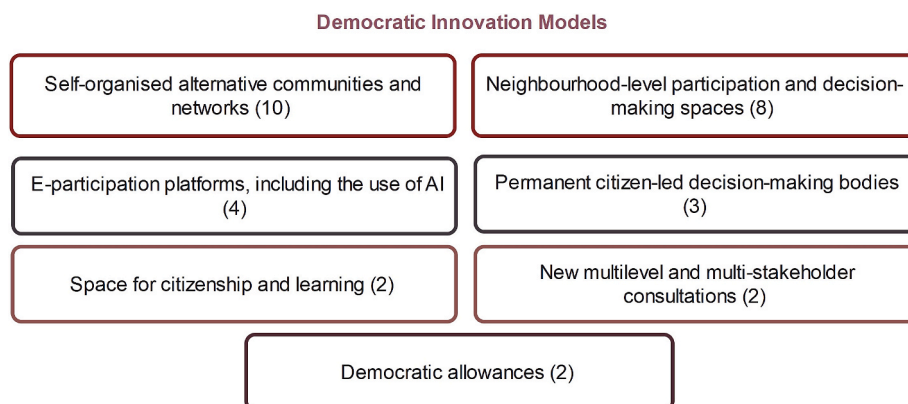 Democratic Innovation Models
Self-organised alternative communities and
networks (10)
Neighbourhood-level participation and decision-
making spaces (8)
E-participation platforms, including the use of AI
(4)
Permanent citizen-led decision-making bodies
(3)
Space for citizenship and learning (2)
New multilevel and multi-stakeholder
consultations (2)
Democratic allowances (2)